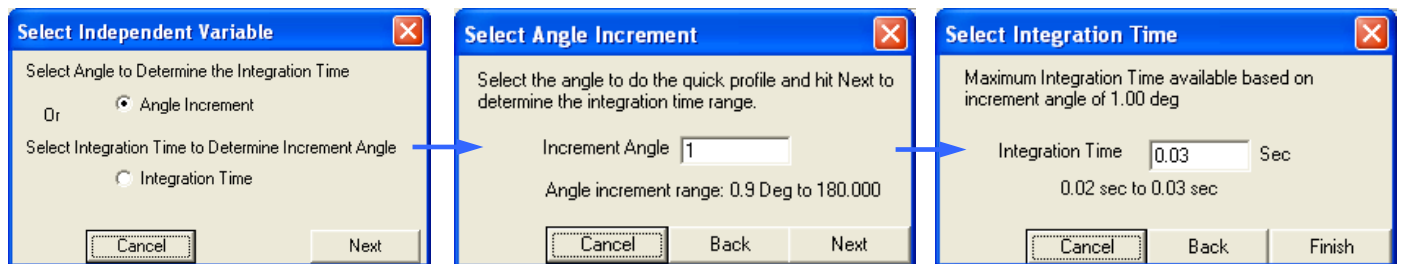 Select Independent Variable
Select Angle to Determine the Integration Time
Angle Increment
Or
Select Integration Time to Determine Increment Angle
Integration Time
Cancel Next
Select Angle Increment
Select the angle to do the quick profile and hit Next to
determine the integration time range.
Increment Angle 1
Angle increment range: 0.9 Deg to 180.000
Cancel Back Next
Select Integration Time
Maximum Integration Time available based on
increment angle of 1.00 deg
Integration Time 0.03 Sec
0.02 sec to 0.03 sec
Cancel Back Finish